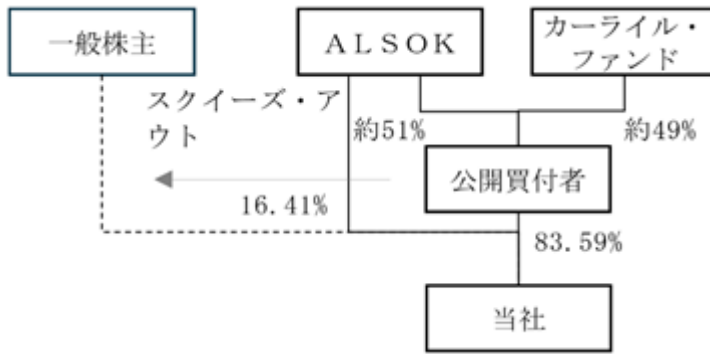 一般株主
ＡＬＳＯＫ
カーライル・
ファンド
スクイーズ・ア
ウト
約51%
約49%
公開買付者
16.41%
83.59%
当社